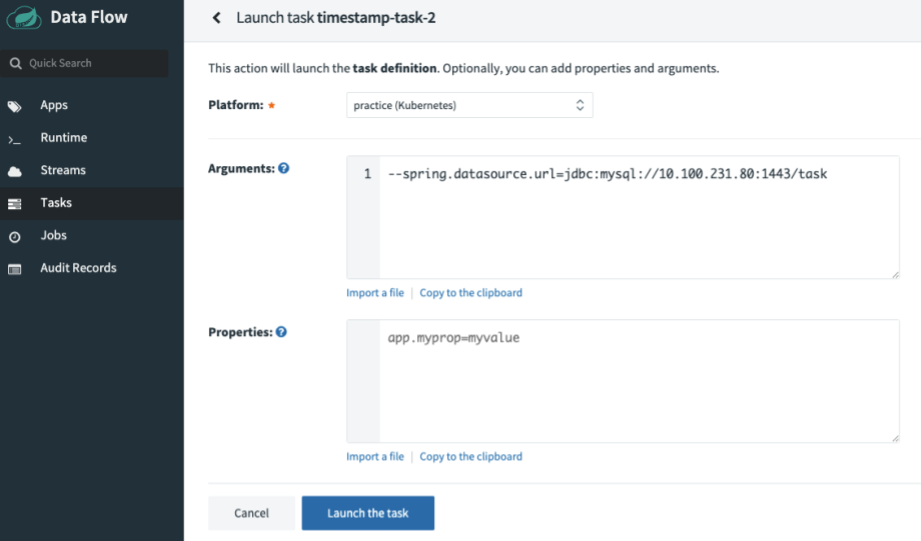 Data Flow
Quick Search
Apps
Runtime
Streams
Tasks
Jobs
Audit Records
Launch task timestamp-task-2
This action will launch the task definition. Optionally, you can add properties and arguments.
Platform: ★ practice (Kubernetes)
Arguments: ? 1 --spring.datasource.url=jdbc:mysql://10.100.231.80:1443/task
Import a file | Copy to the clipboard
Properties: ? app.myprop=myvalue
Import a file | Copy to the clipboard
Cancel Launch the task